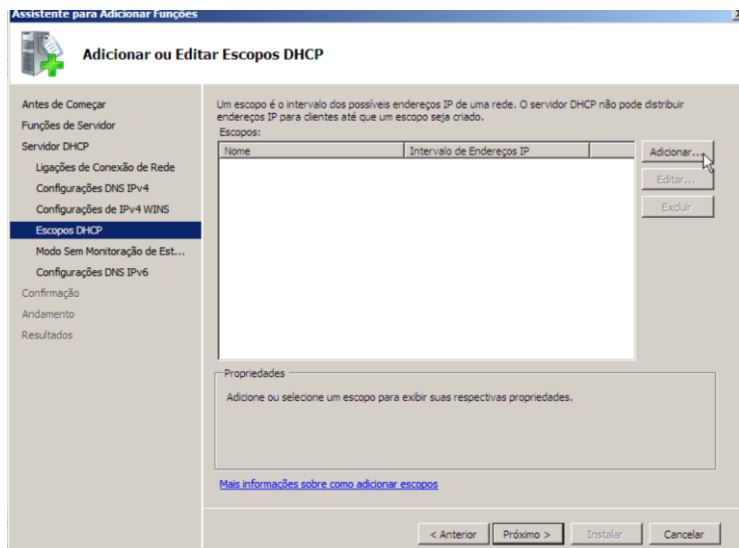 Assistente para Adicionar Funções
Adicionar ou Editar Escopos DHCP
Antes de Começar
Funções de Servidor
Servidor DHCP
Ligações de Conexão de Rede
Configurações DNS IPv4
Configurações de IPv4 WINS
Escopos DHCP
Modo Sem Monitoração de Est...
Configurações DNS IPv6
Confirmação
Andamento
Resultados
Um escopo é o intervalo dos possíveis endereços IP de uma rede. O servidor DHCP não pode distribuir
endereços IP para clientes até que um escopo seja criado.
Escopos:
Nome Intervalo de Endereços IP
Adicionar...
Editar...
Excluir
Propriedades
Adicione ou selecione um escopo para exibir suas respectivas propriedades.
Mais informações sobre como adicionar escopos
< Anterior Próximo > Instalar Cancelar